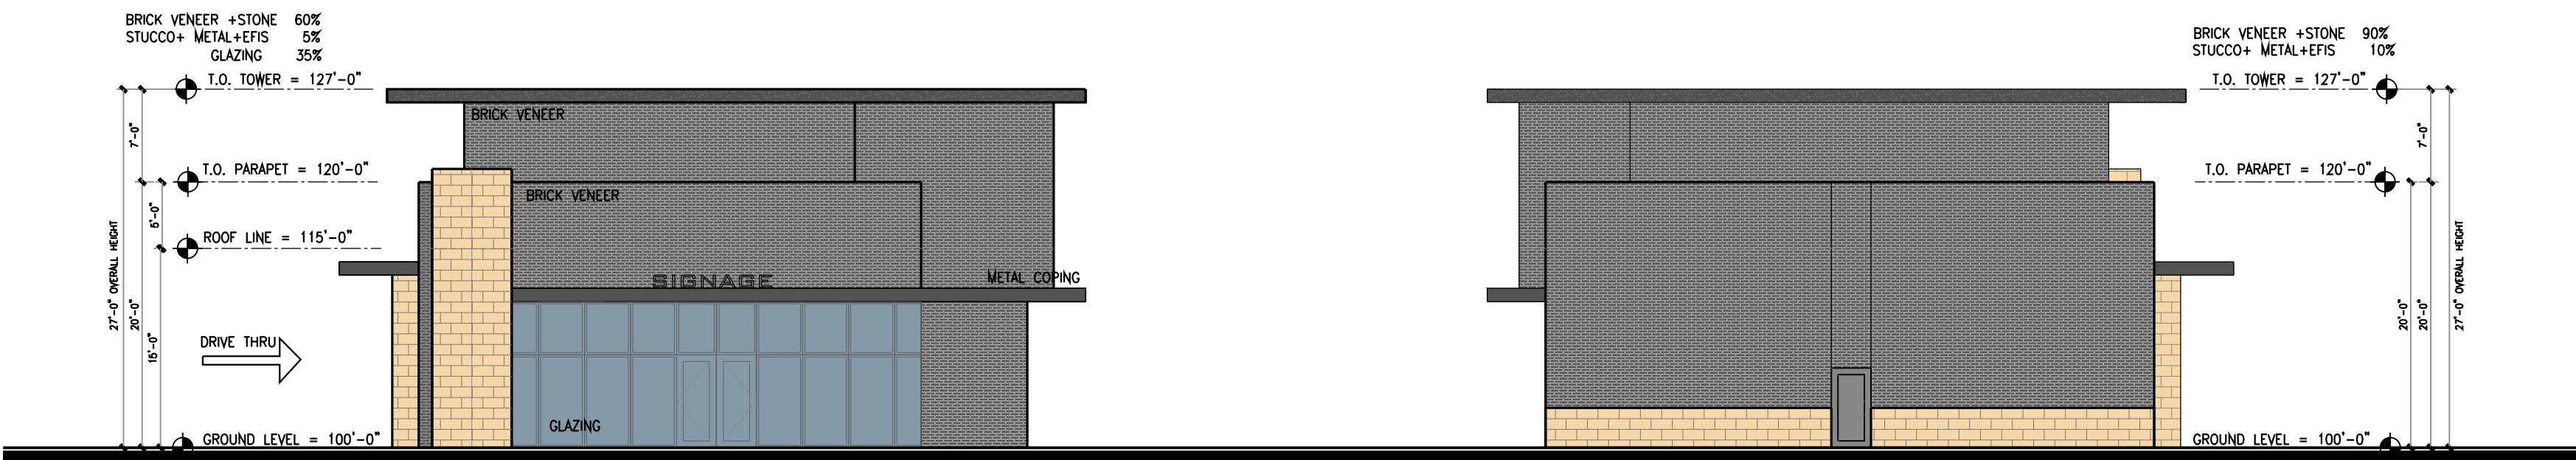 BRICK VENEER +STONE 60%
STUCCO+ METAL+EFIS 5%
GLAZING 35%
T.O. TOWER = 127'-0"
7'-0"
T.O. PARAPET = 120'-0"
5'-0"
ROOF LINE = 115'-0"
27'-0" OVERALL HEIGHT
20'-0"
15'-0"
DRIVE THRU
GROUND LEVEL = 100'-0"
BRICK VENEER
BRICK VENEER
SIGNAGE
METAL COPING
GLAZING
BRICK VENEER +STONE 90%
STUCCO+ METAL+EFIS 10%
T.O. TOWER = 127'-0"
7'-0"
T.O. PARAPET = 120'-0"
20'-0"
20'-0"
27'-0" OVERALL HEIGHT
GROUND LEVEL = 100'-0"